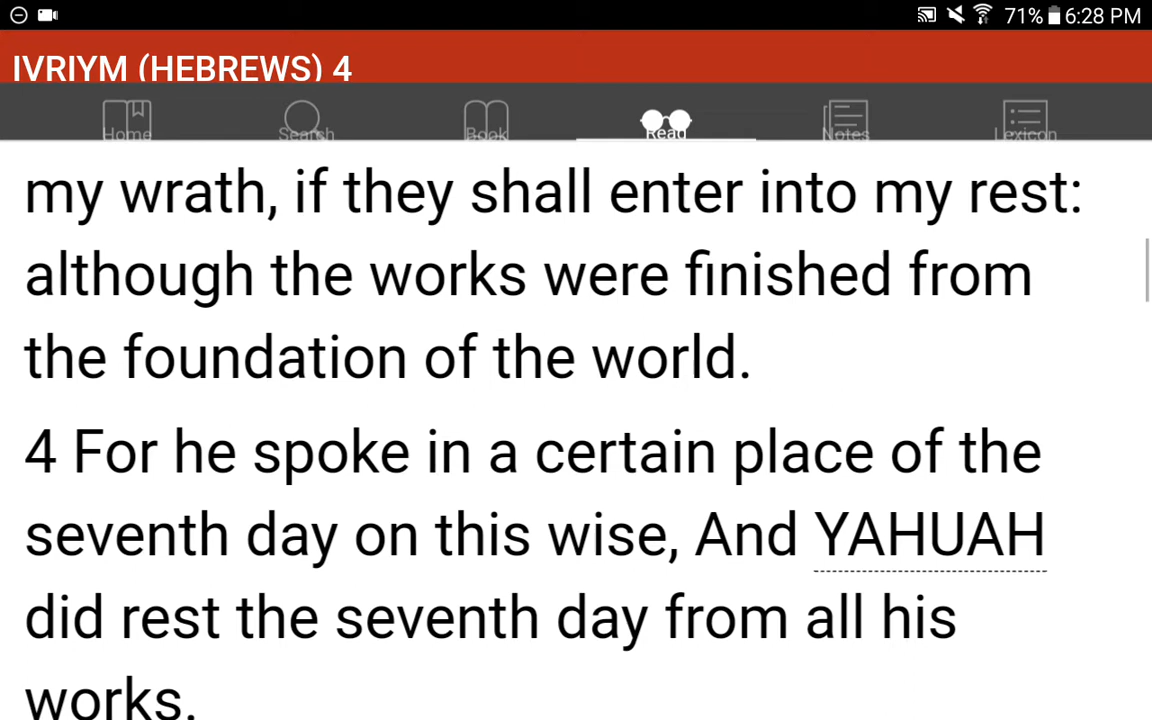 71% 6:28 PM
IVRIYM (HEBREWS) 4
Home Search Book Read Notes Lexicon
my wrath, if they shall enter into my rest:
although the works were finished from
the foundation of the world.
4 For he spoke in a certain place of the
seventh day on this wise, And YAHUAH
did rest the seventh day from all his
works.